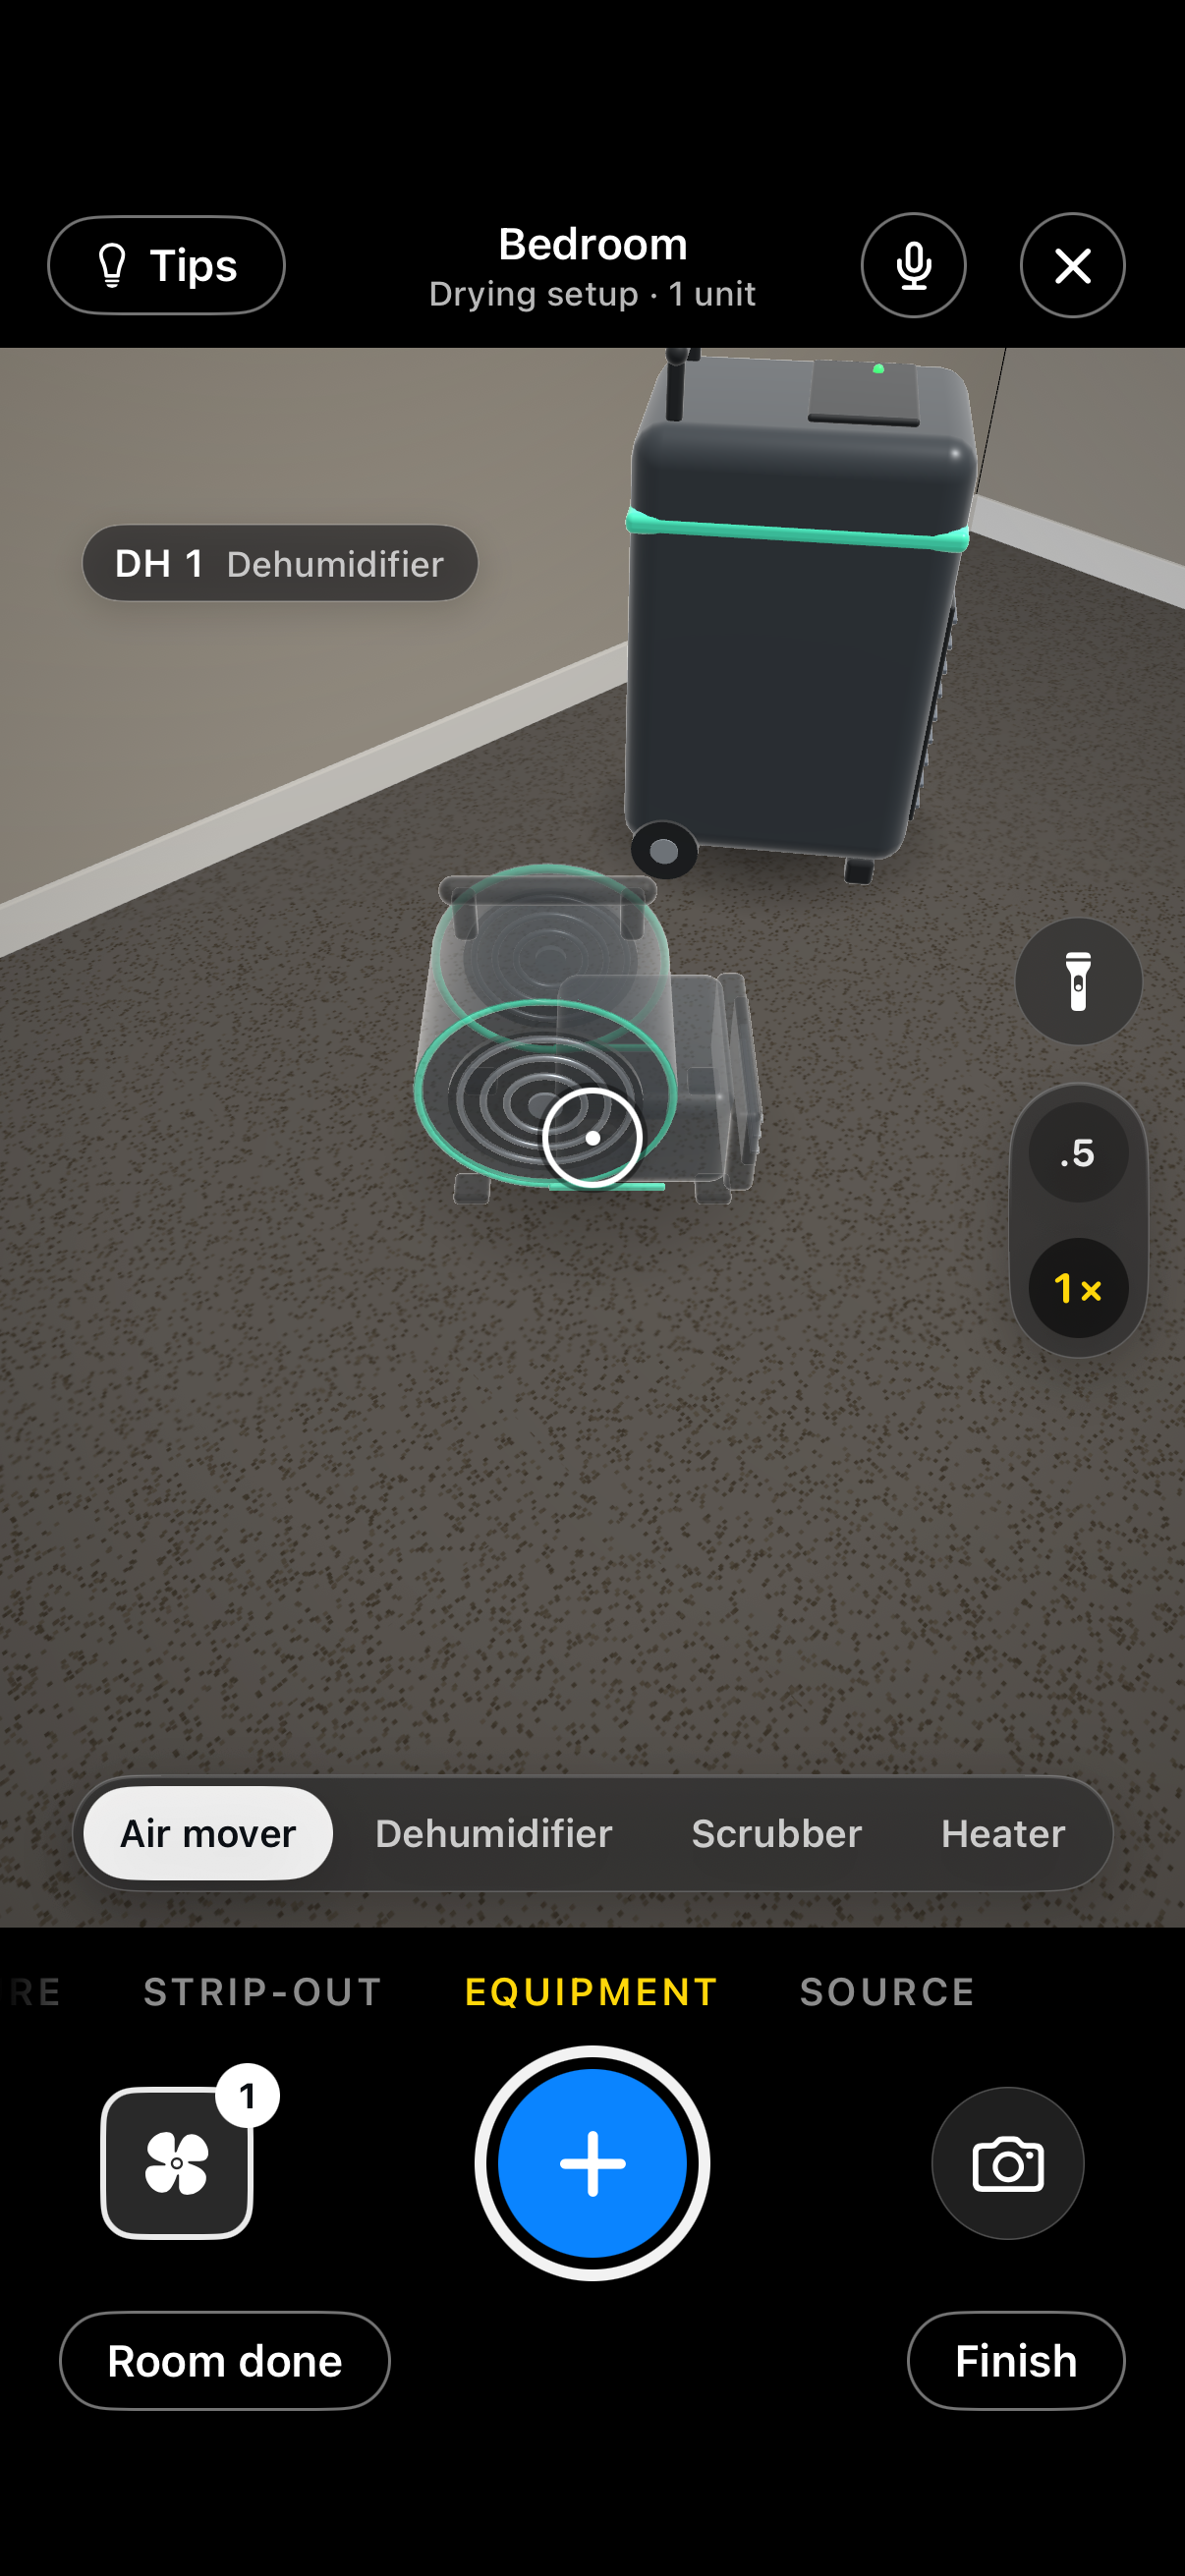 Tips
Bedroom
Drying setup · 1 unit
DH 1 Dehumidifier
.5
1×
Air mover Dehumidifier Scrubber Heater
RE STRIP-OUT EQUIPMENT SOURCE
1
Room done
Finish